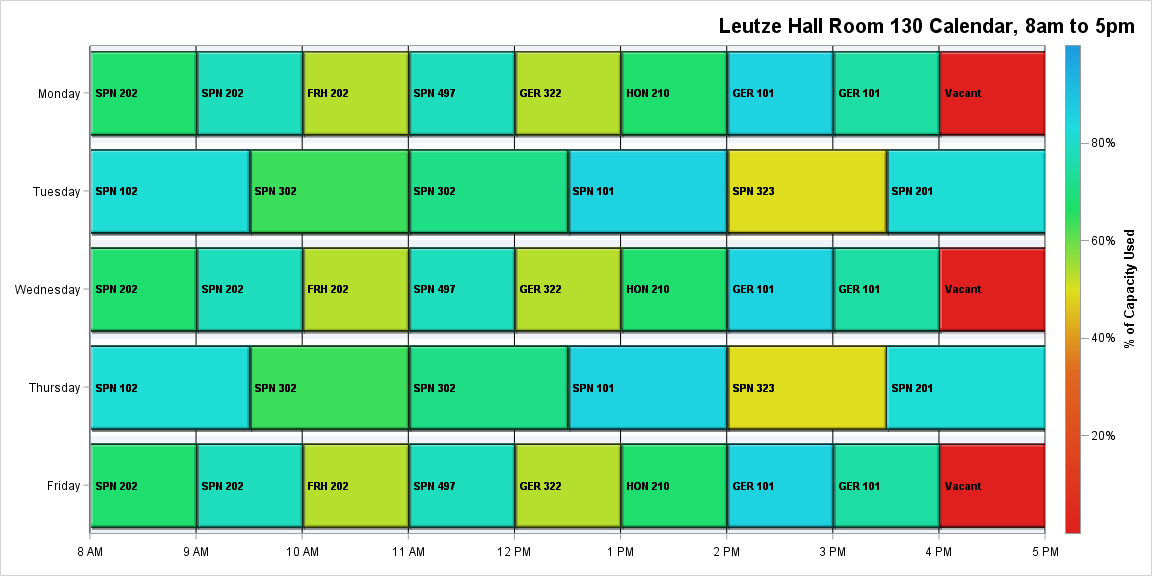 Leutze Hall Room 130 Calendar, 8am to 5pm
Monday SPN 202 SPN 202 FRH 202 SPN 497 GER 322 HON 210 GER 101 GER 101 Vacant
Tuesday SPN 102 SPN 302 SPN 302 SPN 101 SPN 323 SPN 201
Wednesday SPN 202 SPN 202 FRH 202 SPN 497 GER 322 HON 210 GER 101 GER 101 Vacant
Thursday SPN 102 SPN 302 SPN 302 SPN 101 SPN 323 SPN 201
Friday SPN 202 SPN 202 FRH 202 SPN 497 GER 322 HON 210 GER 101 GER 101 Vacant
8 AM 9 AM 10 AM 11 AM 12 PM 1 PM 2 PM 3 PM 4 PM 5 PM
80%
60%
40%
20%
% of Capacity Used